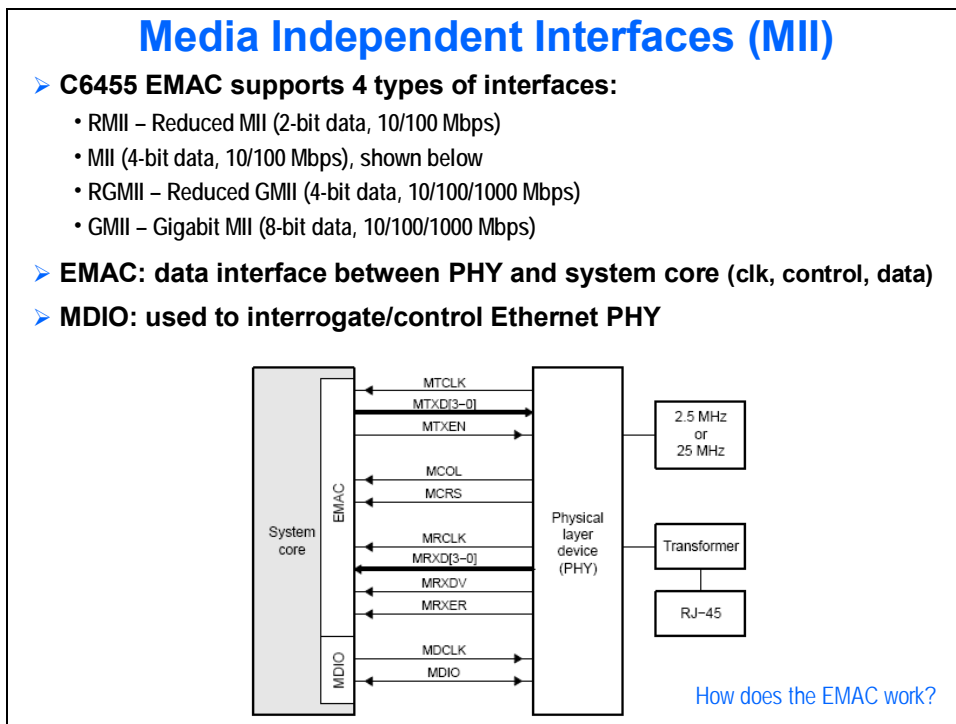 Media Independent Interfaces (MII)
➢ C6455 EMAC supports 4 types of interfaces:
• RMII – Reduced MII (2-bit data, 10/100 Mbps)
• MII (4-bit data, 10/100 Mbps), shown below
• RGMII – Reduced GMII (4-bit data, 10/100/1000 Mbps)
• GMII – Gigabit MII (8-bit data, 10/100/1000 Mbps)
➢ EMAC: data interface between PHY and system core (clk, control, data)
➢ MDIO: used to interrogate/control Ethernet PHY
System
core
EMAC
MDIO
MTCLK
MTXD[3−0]
MTXEN
MCOL
MCRS
MRCLK
MRXD[3−0]
MRXDV
MRXER
MDCLK
MDIO
Physical
layer
device
(PHY)
2.5 MHz
or
25 MHz
Transformer
RJ−45
How does the EMAC work?